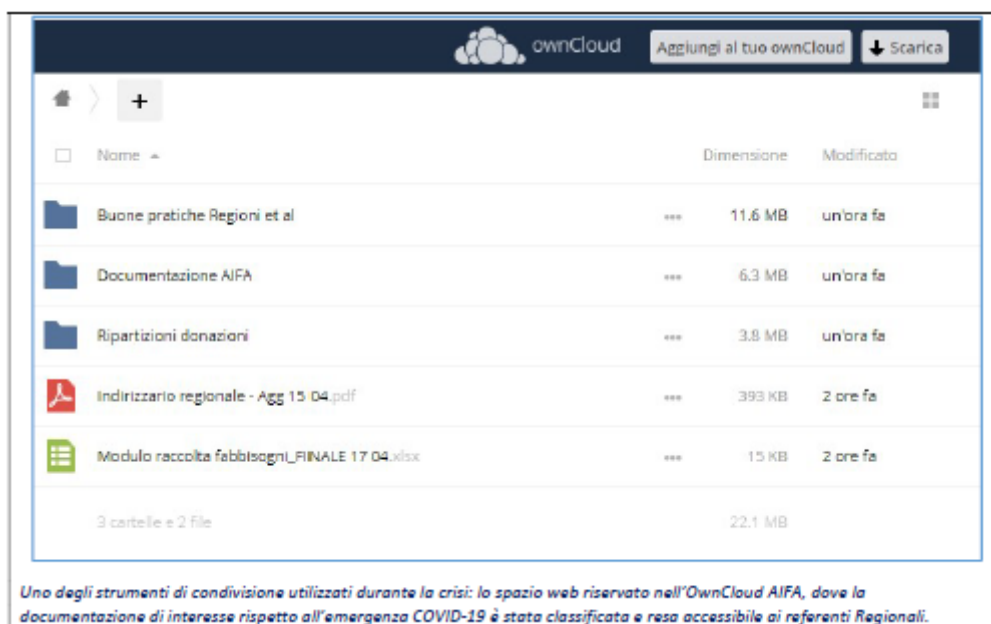 ownCloud Aggiungi al tuo ownCloud Scarica
Nome Dimensione Modificato
Buone pratiche Regioni et al ... 11.6 MB un'ora fa
Documentazione AIFA ... 6.3 MB un'ora fa
Ripartizioni donazioni ... 3.8 MB un'ora fa
Indirizzario regionale - Agg 15 04.pdf ... 393 KB 2 ore fa
Modulo raccolta fabbisogni_FIINALE 17 04.xlsx ... 15 KB 2 ore fa
3 cartelle e 2 file 22.1 MB
Uno degli strumenti di condivisione utilizzati durante la crisi: lo spazio web riservato nell'OwnCloud AIFA, dove la
documentazione di interesse rispetto all'emergenza COVID-19 è stata classificata e resa accessibile ai referenti Regionali.